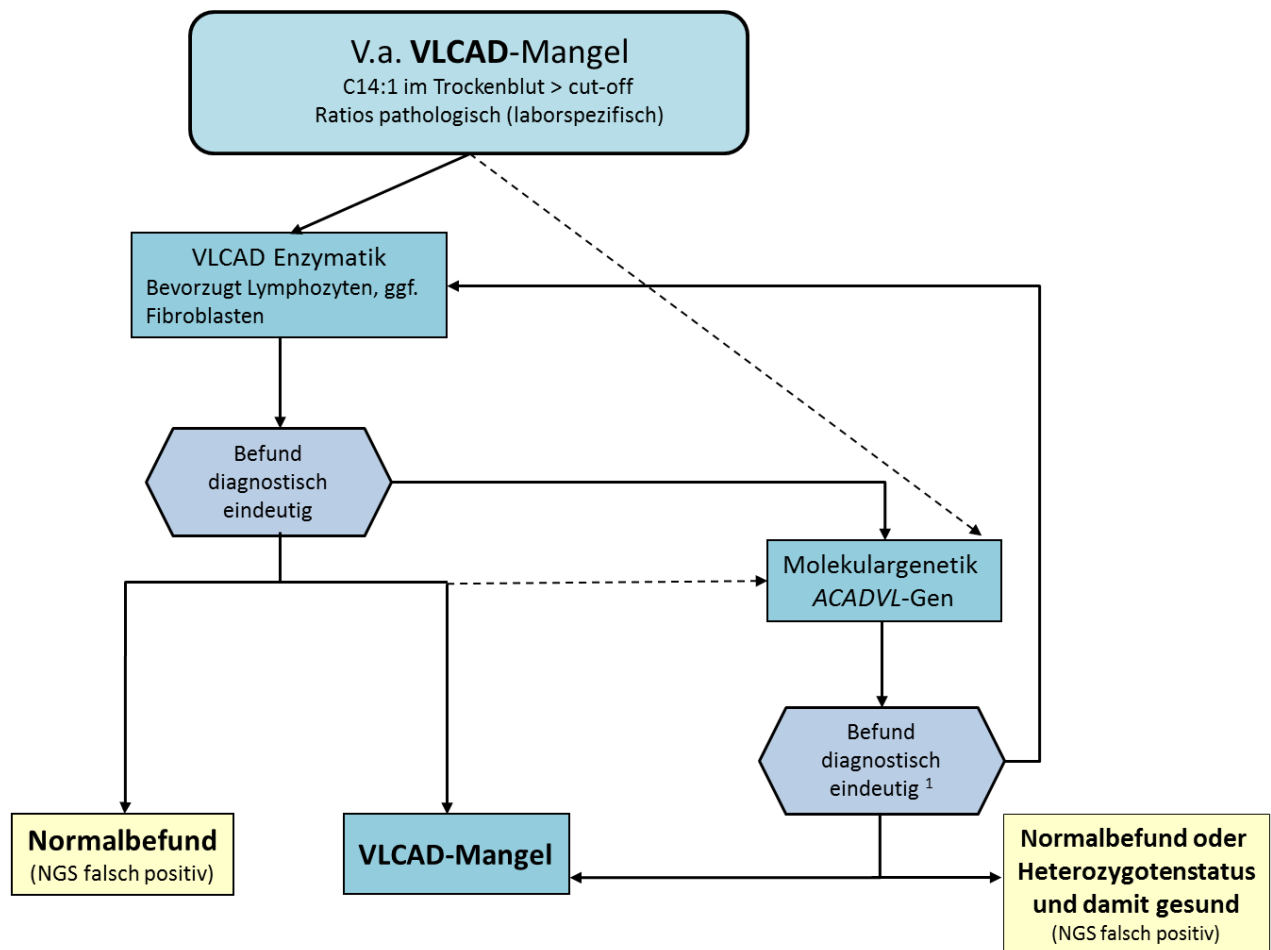 V.a. VLCAD-Mangel
C14:1 im Trockenblut > cut-off
Ratios pathologisch (laborspezifisch)
VLCAD Enzymatik
Bevorzugt Lymphozyten, ggf.
Fibroblasten
Befund
diagnostisch
eindeutig
Molekulargenetik
ACADVL-Gen
Befund
diagnostisch
eindeutig 1
Normalbefund
(NGS falsch positiv)
VLCAD-Mangel
Normalbefund oder
Heterozygotenstatus
und damit gesund
(NGS falsch positiv)